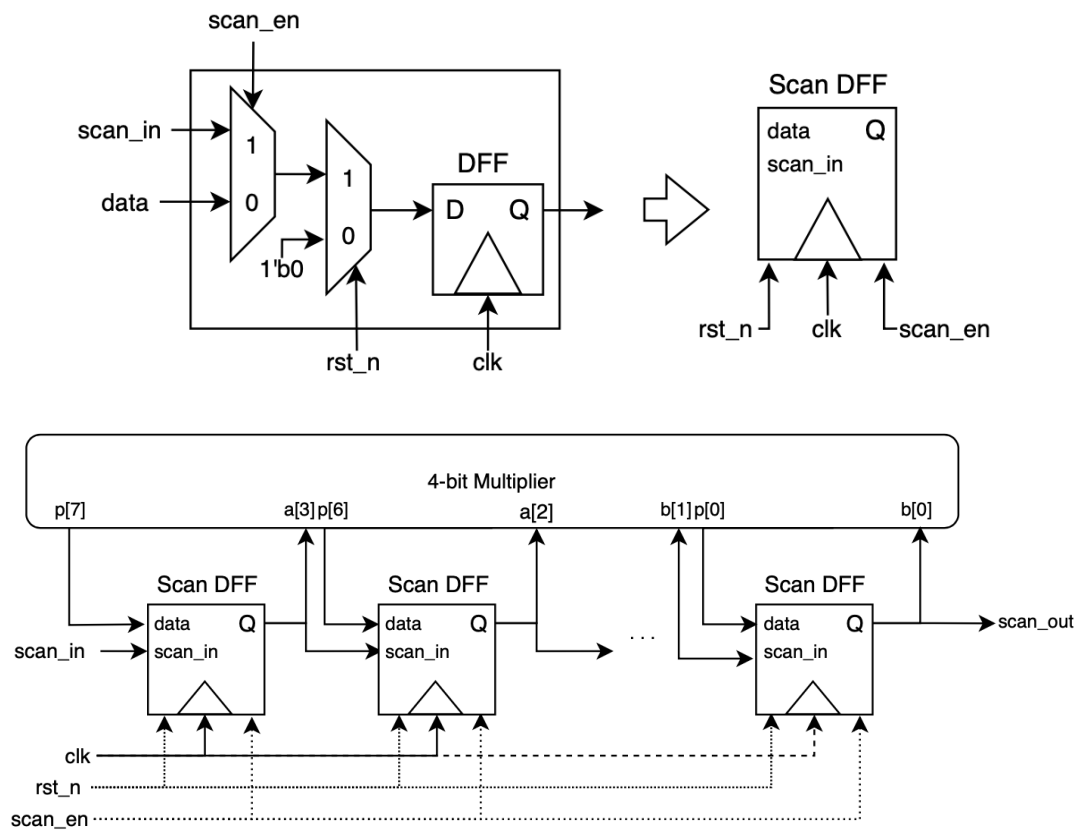 scan_en
scan_in
1
data
0
1
0
1'b0
DFF
D Q
rst_n
clk
Scan DFF
data Q
scan_in
rst_n
clk
scan_en
4-bit Multiplier
p[7]
a[3] p[6]
a[2]
b[1] p[0]
b[0]
Scan DFF
data Q
scan_in
scan_in
Scan DFF
data Q
scan_in
. . .
Scan DFF
data Q
scan_in
scan_out
clk
rst_n
scan_en